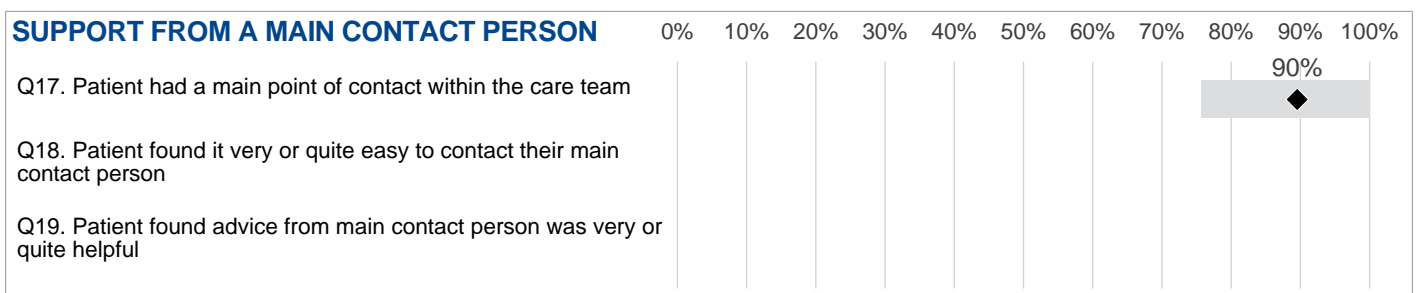 SUPPORT FROM A MAIN CONTACT PERSON 0% 10% 20% 30% 40% 50% 60% 70% 80% 90% 100%
90%
Q17. Patient had a main point of contact within the care team
Q18. Patient found it very or quite easy to contact their main
contact person
Q19. Patient found advice from main contact person was very or
quite helpful